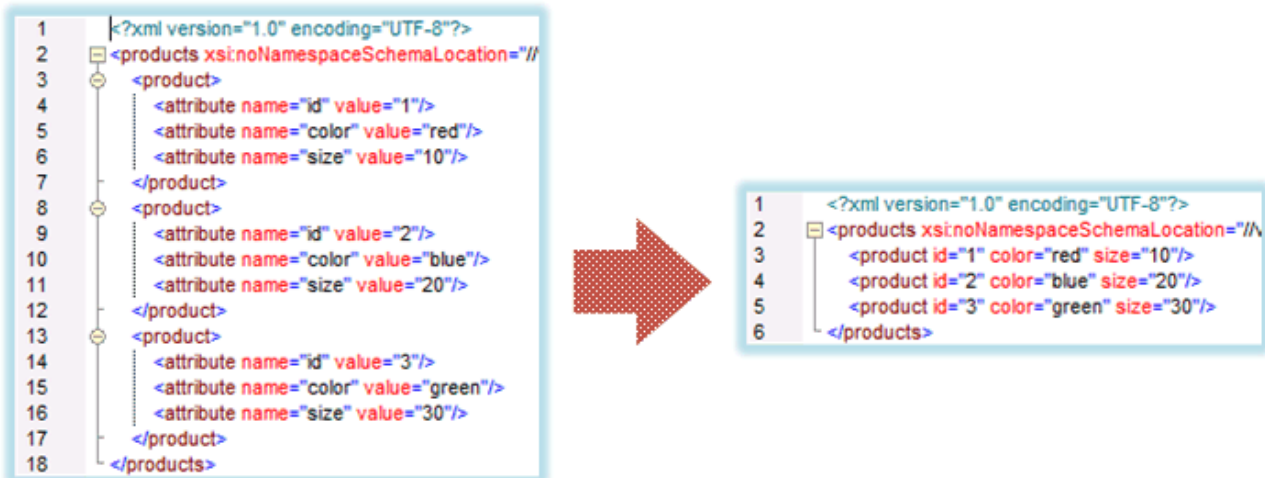 1 <?xml version="1.0" encoding="UTF-8"?>
2 <products xsi:noNamespaceSchemaLocation="//
3 <product>
4 <attribute name="id" value="1"/>
5 <attribute name="color" value="red"/>
6 <attribute name="size" value="10"/>
7 </product>
8 <product>
9 <attribute name="id" value="2"/>
10 <attribute name="color" value="blue"/>
11 <attribute name="size" value="20"/>
12 </product>
13 <product>
14 <attribute name="id" value="3"/>
15 <attribute name="color" value="green"/>
16 <attribute name="size" value="30"/>
17 </product>
18 </products>
1 <?xml version="1.0" encoding="UTF-8"?>
2 <products xsi:noNamespaceSchemaLocation="//
3 <product id="1" color="red" size="10"/>
4 <product id="2" color="blue" size="20"/>
5 <product id="3" color="green" size="30"/>
6 </products>